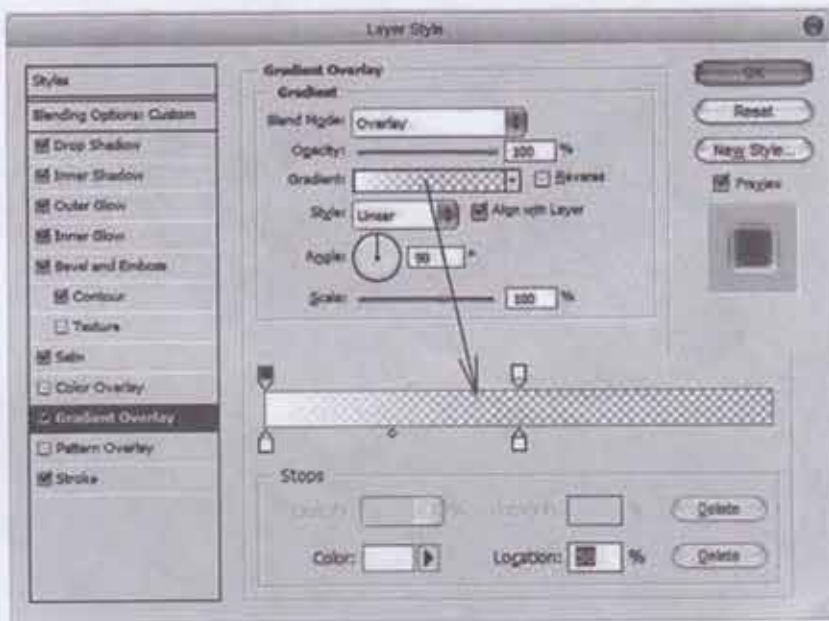 Layer Style
Styles
Blending Options: Custom
Drop Shadow
Inner Shadow
Outer Glow
Inner Glow
Bevel and Emboss
Contour
Texture
Satin
Color Overlay
Gradient Overlay
Pattern Overlay
Stroke
Gradient Overlay
Gradient
Blend Mode: Overlay
Opacity: 100 %
Gradient: Reverse
Style: Linear Align with Layer
Angle: 90 °
Scale: 100 %
OK
Reset
New Style...
Preview
Stops
Delete
Color: Location: % Delete